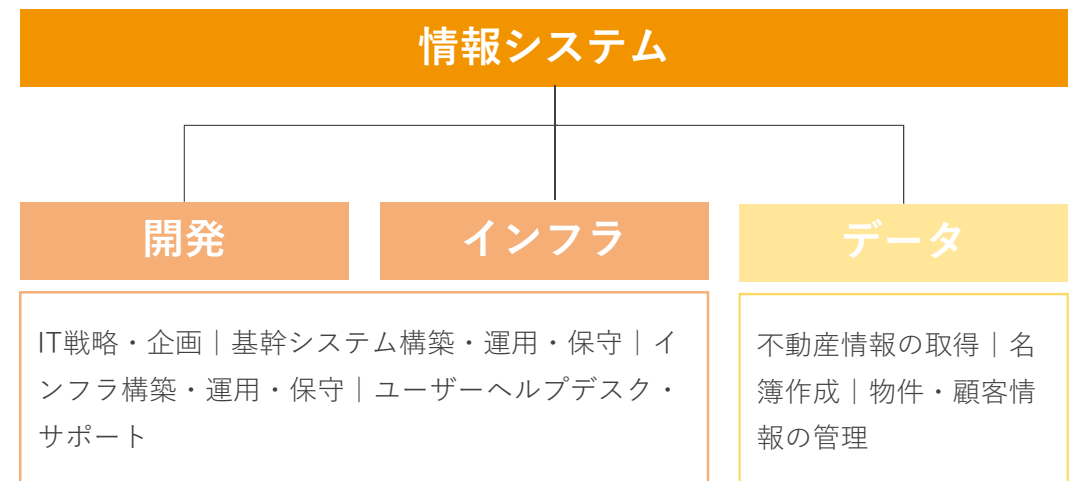 情報システム
開発
インフラ
データ
IT戦略・企画｜基幹システム構築・運用・保守｜イ
ンフラ構築・運用・保守｜ユーザーヘルプデスク・
サポート
不動産情報の取得｜名
簿作成｜物件・顧客情
報の管理